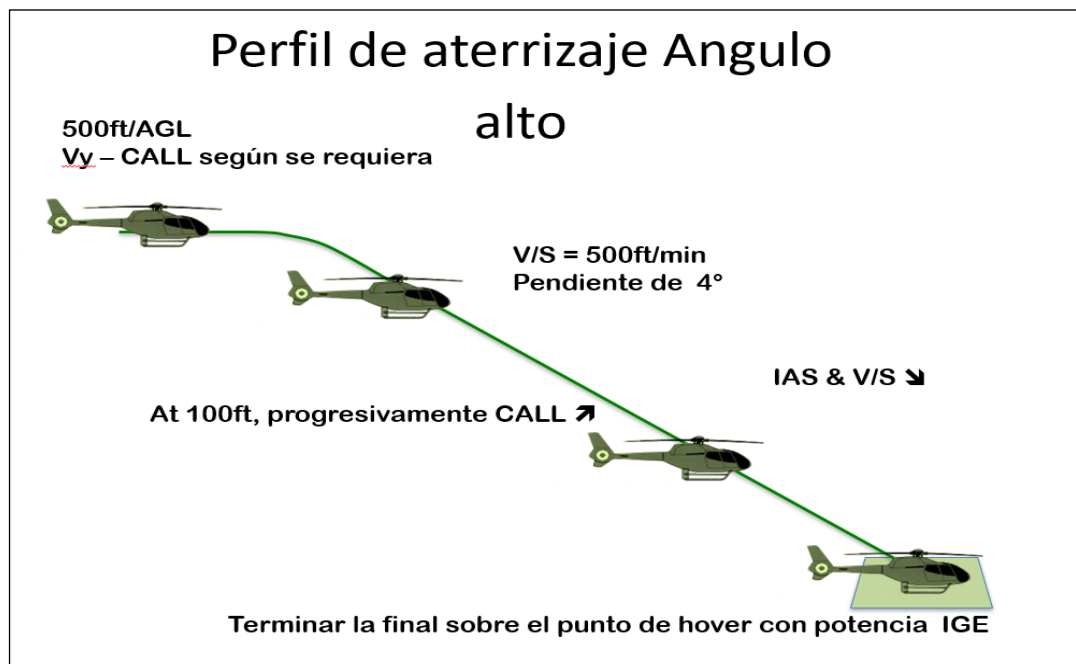 Perfil de aterrizaje Angulo
alto
500ft/AGL
Vy – CALL según se requiera
V/S = 500ft/min
Pendiente de 4°
IAS & V/S ➘
At 100ft, progresivamente CALL ➚
Terminar la final sobre el punto de hover con potencia IGE